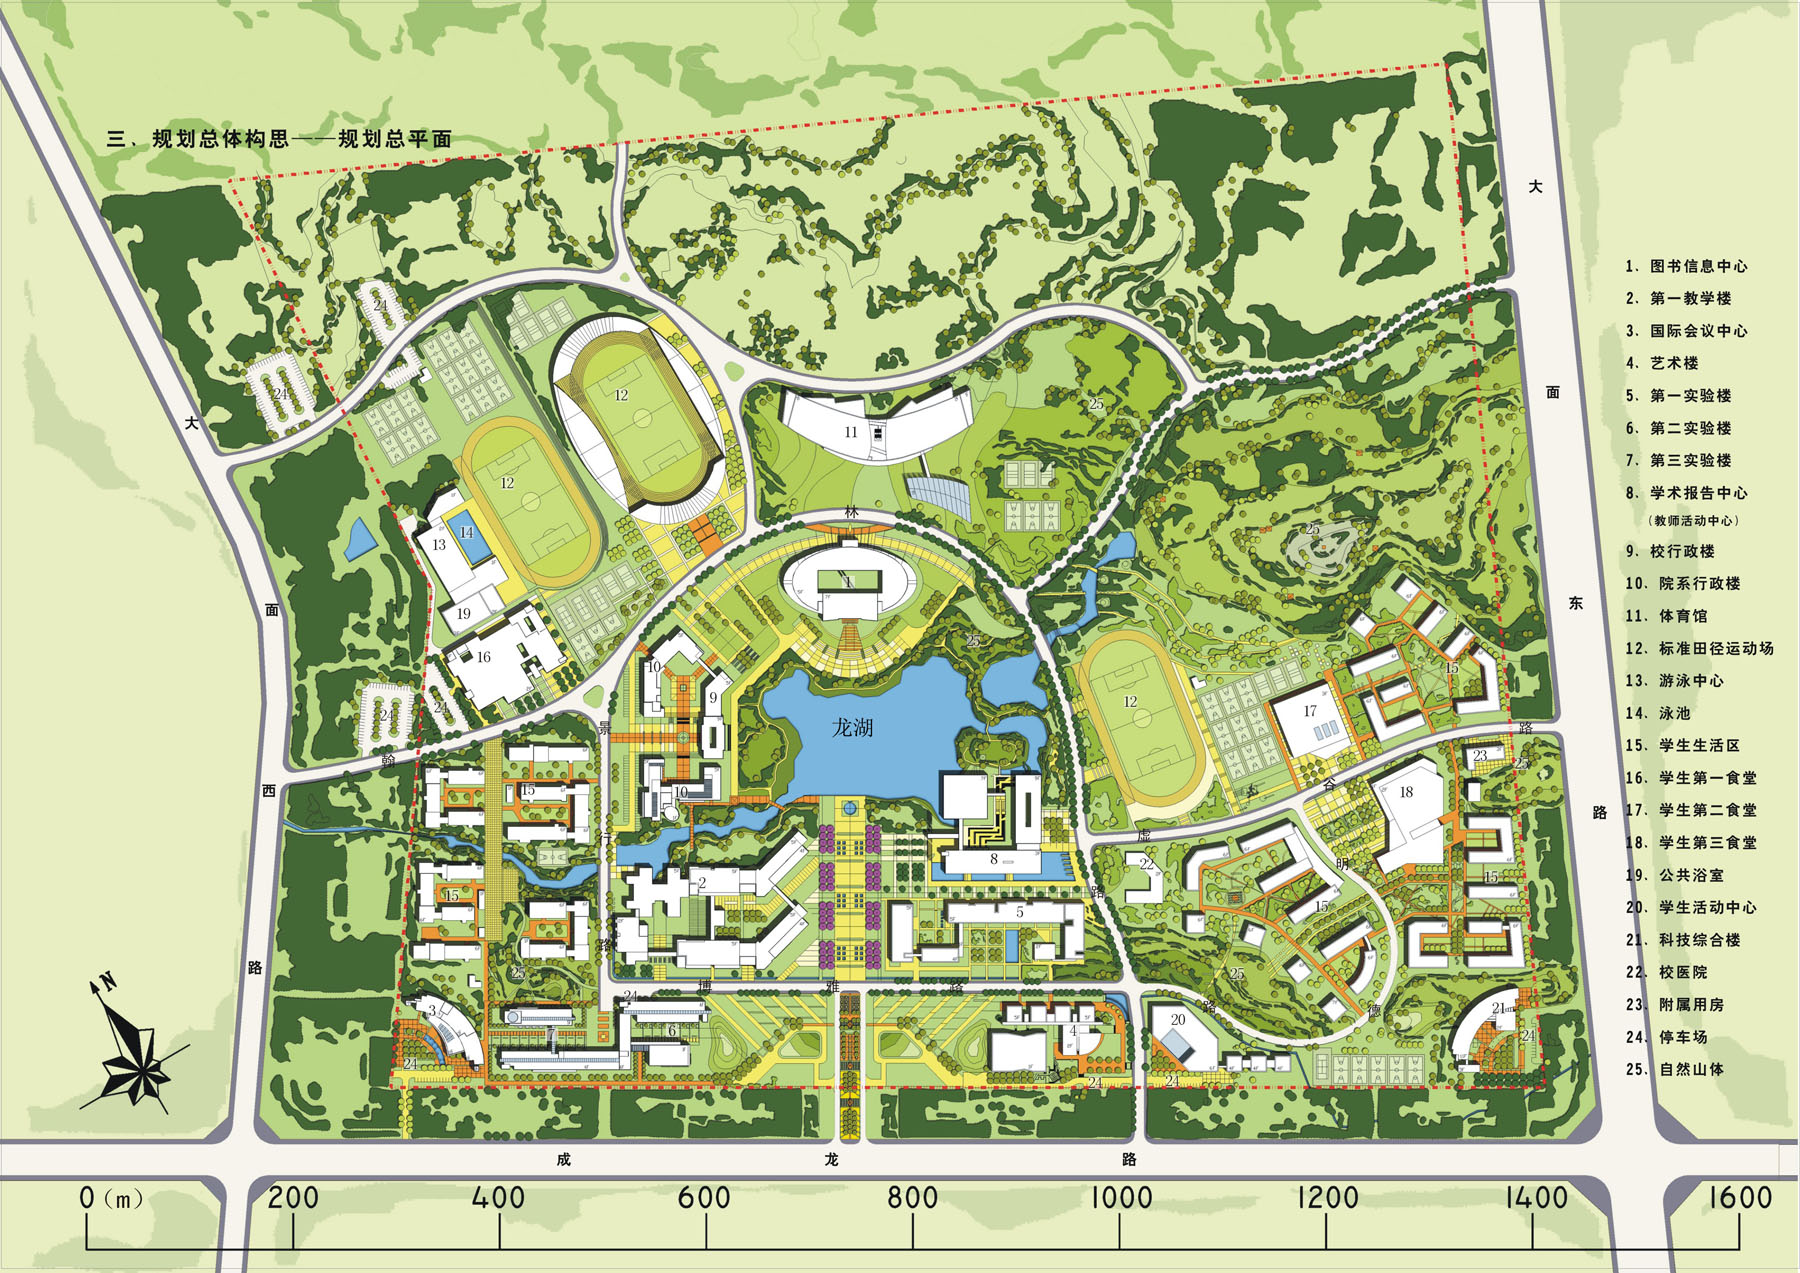 三、规划总体构思——规划总平面
1、图书信息中心
2、第一教学楼
3、国际会议中心
4、艺术楼
5、第一实验楼
6、第二实验楼
7、第三实验楼
8、学术报告中心
（教师活动中心）
9、校行政楼
10、院系行政楼
11、体育馆
12、标准田径运动场
13、游泳中心
14、泳池
15、学生生活区
16、学生第一食堂
17、学生第二食堂
18、学生第三食堂
19、公共浴室
20、学生活动中心
21、科技综合楼
22、校医院
23、附属用房
24、停车场
25、自然山体
大面西路
大面东路
翰林路
景行路
博雅路
虚谷路
明德路
成龙路
龙湖
N
24
24
12
12
11
25
14
13
19
16
1
25
25
10
9
10
24
24
15
15
2
8
5
12
17
15
18
23
25
22
15
15
25
25
3
7
24
6
4
20
21
24
24
24
24
0（m）
200
400
600
800
1000
1200
1400
1600